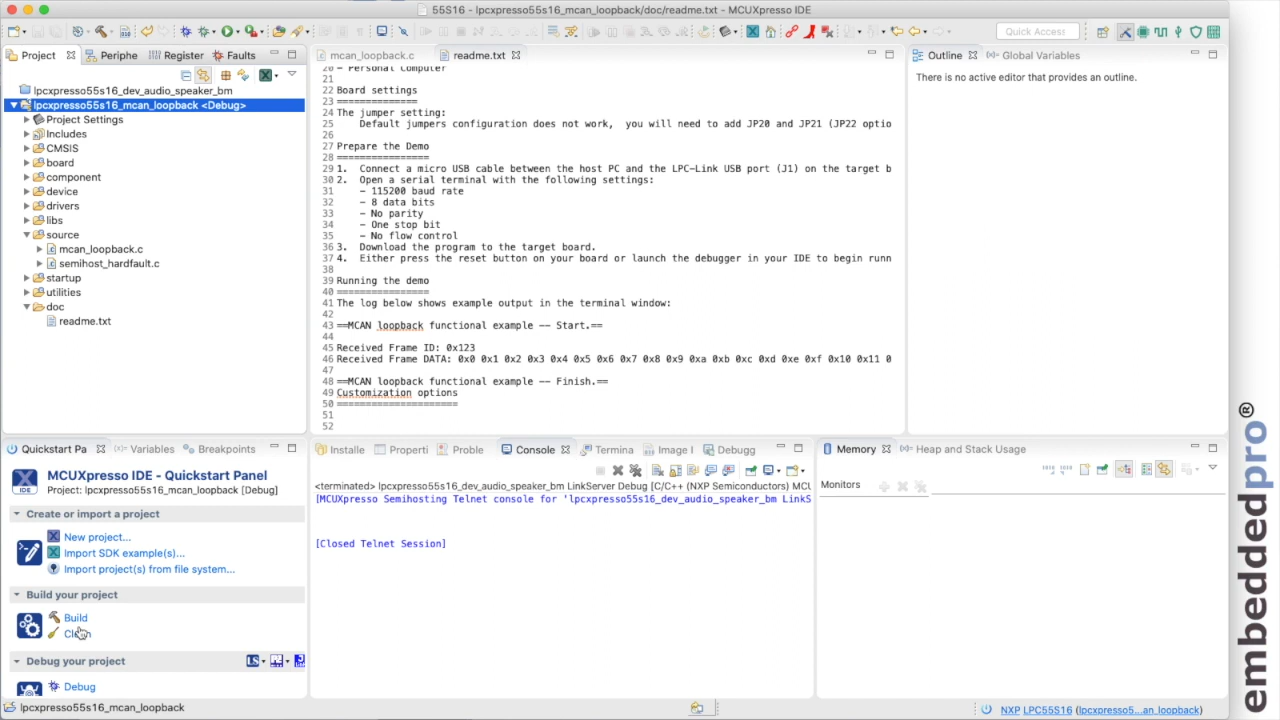 55S16 - lpcxpresso55s16_mcan_loopback/doc/readme.txt - MCUXpresso IDE
Quick Access
Project
Periphe
Register
Faults
lpcxpresso55s16_dev_audio_speaker_bm
lpcxpresso55s16_mcan_loopback <Debug>
Project Settings
Includes
CMSIS
board
component
device
drivers
libs
source
mcan_loopback.c
semihost_hardfault.c
startup
utilities
doc
readme.txt
mcan_loopback.c
readme.txt
20 - Personal Computer
21
22 Board settings
23 ==============
24 The jumper setting:
25     Default jumpers configuration does not work,  you will need to add JP20 and JP21 (JP22 optio
26
27 Prepare the Demo
28 ================
29 1.  Connect a micro USB cable between the host PC and the LPC-Link USB port (J1) on the target b
30 2.  Open a serial terminal with the following settings:
31     - 115200 baud rate
32     - 8 data bits
33     - No parity
34     - One stop bit
35     - No flow control
36 3.  Download the program to the target board.
37 4.  Either press the reset button on your board or launch the debugger in your IDE to begin runn
38
39 Running the demo
40 ================
41 The log below shows example output in the terminal window:
42
43 ==MCAN loopback functional example -- Start.==
44
45 Received Frame ID: 0x123
46 Received Frame DATA: 0x0 0x1 0x2 0x3 0x4 0x5 0x6 0x7 0x8 0x9 0xa 0xb 0xc 0xd 0xe 0xf 0x10 0x11 0
47
48 ==MCAN loopback functional example -- Finish.==
49 Customization options
50 =====================
51
52
Outline
Global Variables
There is no active editor that provides an outline.
Quickstart Pa
Variables
Breakpoints
IDE
MCUXpresso IDE - Quickstart Panel
Project: lpcxpresso55s16_mcan_loopback [Debug]
Create or import a project
New project...
Import SDK example(s)...
Import project(s) from file system...
Build your project
Build
Clean
Debug your project
LS
Debug
Installe
Properti
Proble
Console
Termina
Image I
Debugg
<terminated> lpcxpresso55s16_dev_audio_speaker_bm LinkServer Debug [C/C++ (NXP Semiconductors) MCU
[MCUXpresso Semihosting Telnet console for 'lpcxpresso55s16_dev_audio_speaker_bm LinkS
[Closed Telnet Session]
Memory
Heap and Stack Usage
Monitors
lpcxpresso55s16_mcan_loopback
NXP LPC55S16 (lpcxpresso5...an_loopback)
embeddedpro®